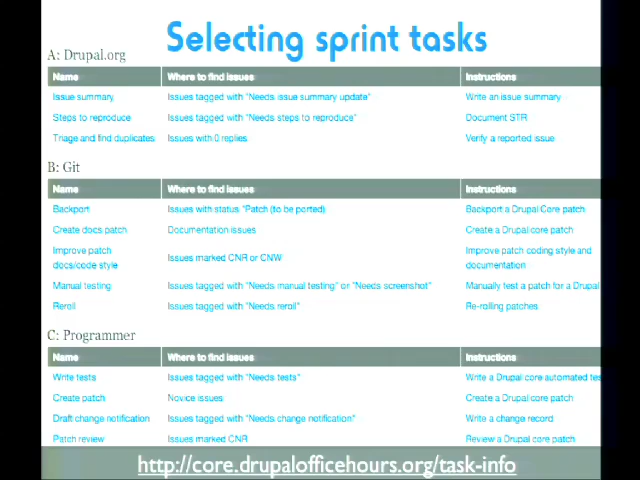 Selecting sprint tasks
A: Drupal.org
Name Where to find issues Instructions
Issue summary Issues tagged with "Needs issue summary update" Write an issue summary
Steps to reproduce Issues tagged with "Needs steps to reproduce" Document STR
Triage and find duplicates Issues with 0 replies Verify a reported issue
B: Git
Name Where to find issues Instructions
Backport Issues with status "Patch (to be ported) Backport a Drupal Core patch
Create docs patch Documentation issues Create a Drupal core patch
Improve patch docs/code style Issues marked CNR or CNW Improve patch coding style and documentation
Manual testing Issues tagged with "Needs manual testing" or "Needs screenshot" Manually test a patch for a Drupal
Reroll Issues tagged with "Needs reroll" Re-rolling patches
C: Programmer
Name Where to find issues Instructions
Write tests Issues tagged with "Needs tests" Write a Drupal core automated tes
Create patch Novice issues Create a Drupal core patch
Draft change notification Issues tagged with "Needs change notification" Write a change record
Patch review Issues marked CNR Review a Drupal core patch
http://core.drupalofficehours.org/task-info